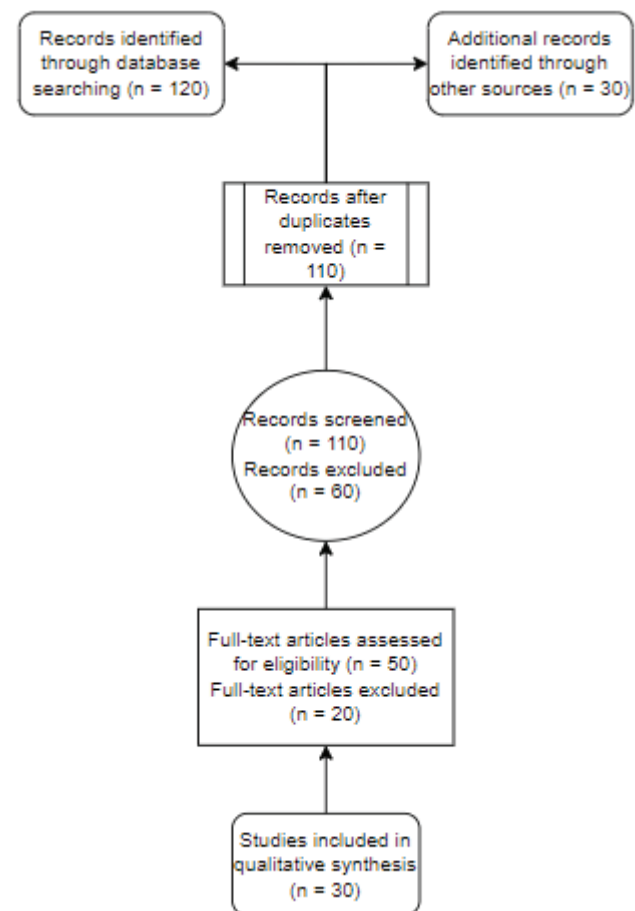 Records identified
through database
searching (n = 120)
Additional records
identified through
other sources (n = 30)
Records after
duplicates
removed (n =
110)
Records screened
(n = 110)
Records excluded
(n = 60)
Full-text articles assessed
for eligibility (n = 50)
Full-text articles excluded
(n = 20)
Studies included in
qualitative synthesis
(n = 30)